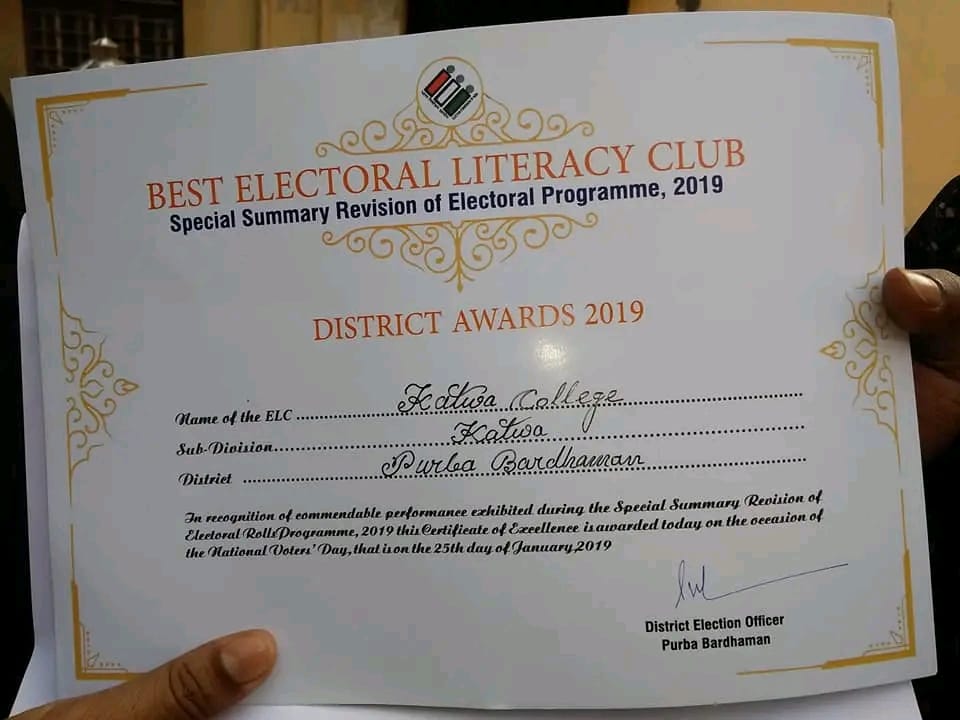 BEST ELECTORAL LITERACY CLUB
Special Summary Revision of Electoral Programme, 2019
DISTRICT AWARDS 2019
Name of the ELC ........ Katwa College ........
Sub-Division ........ Katwa ........
District ........ Purba Bardhaman ........
In recognition of commendable performance exhibited during the Special Summary Revision of
Electoral Rolls Programme, 2019 this Certificate of Excellence is awarded today on the occasion of
the National Voters' Day, that is on the 25th day of January,2019
District Election Officer
Purba Bardhaman